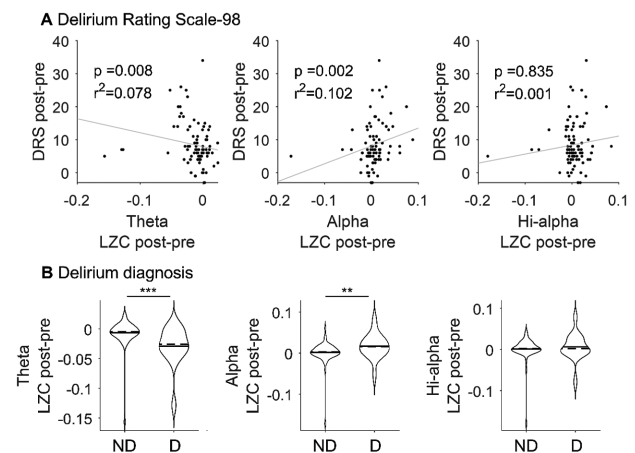 A Delirium Rating Scale-98
40
30
20
10
0
DRS post-pre
p =0.008
r²=0.078
-0.2
-0.1
0
Theta
LZC post-pre
40
30
20
10
0
DRS post-pre
p =0.002
r²=0.102
-0.2
-0.1
0
0.1
Alpha
LZC post-pre
40
30
20
10
0
DRS post-pre
p =0.835
r²=0.001
-0.2
-0.1
0
0.1
Hi-alpha
LZC post-pre
B Delirium diagnosis
Theta
LZC post-pre
0
-0.05
-0.1
-0.15
***
ND D
Alpha
LZC post-pre
0.1
0
-0.1
**
ND D
Hi-alpha
LZC post-pre
0.1
0
-0.1
ND D